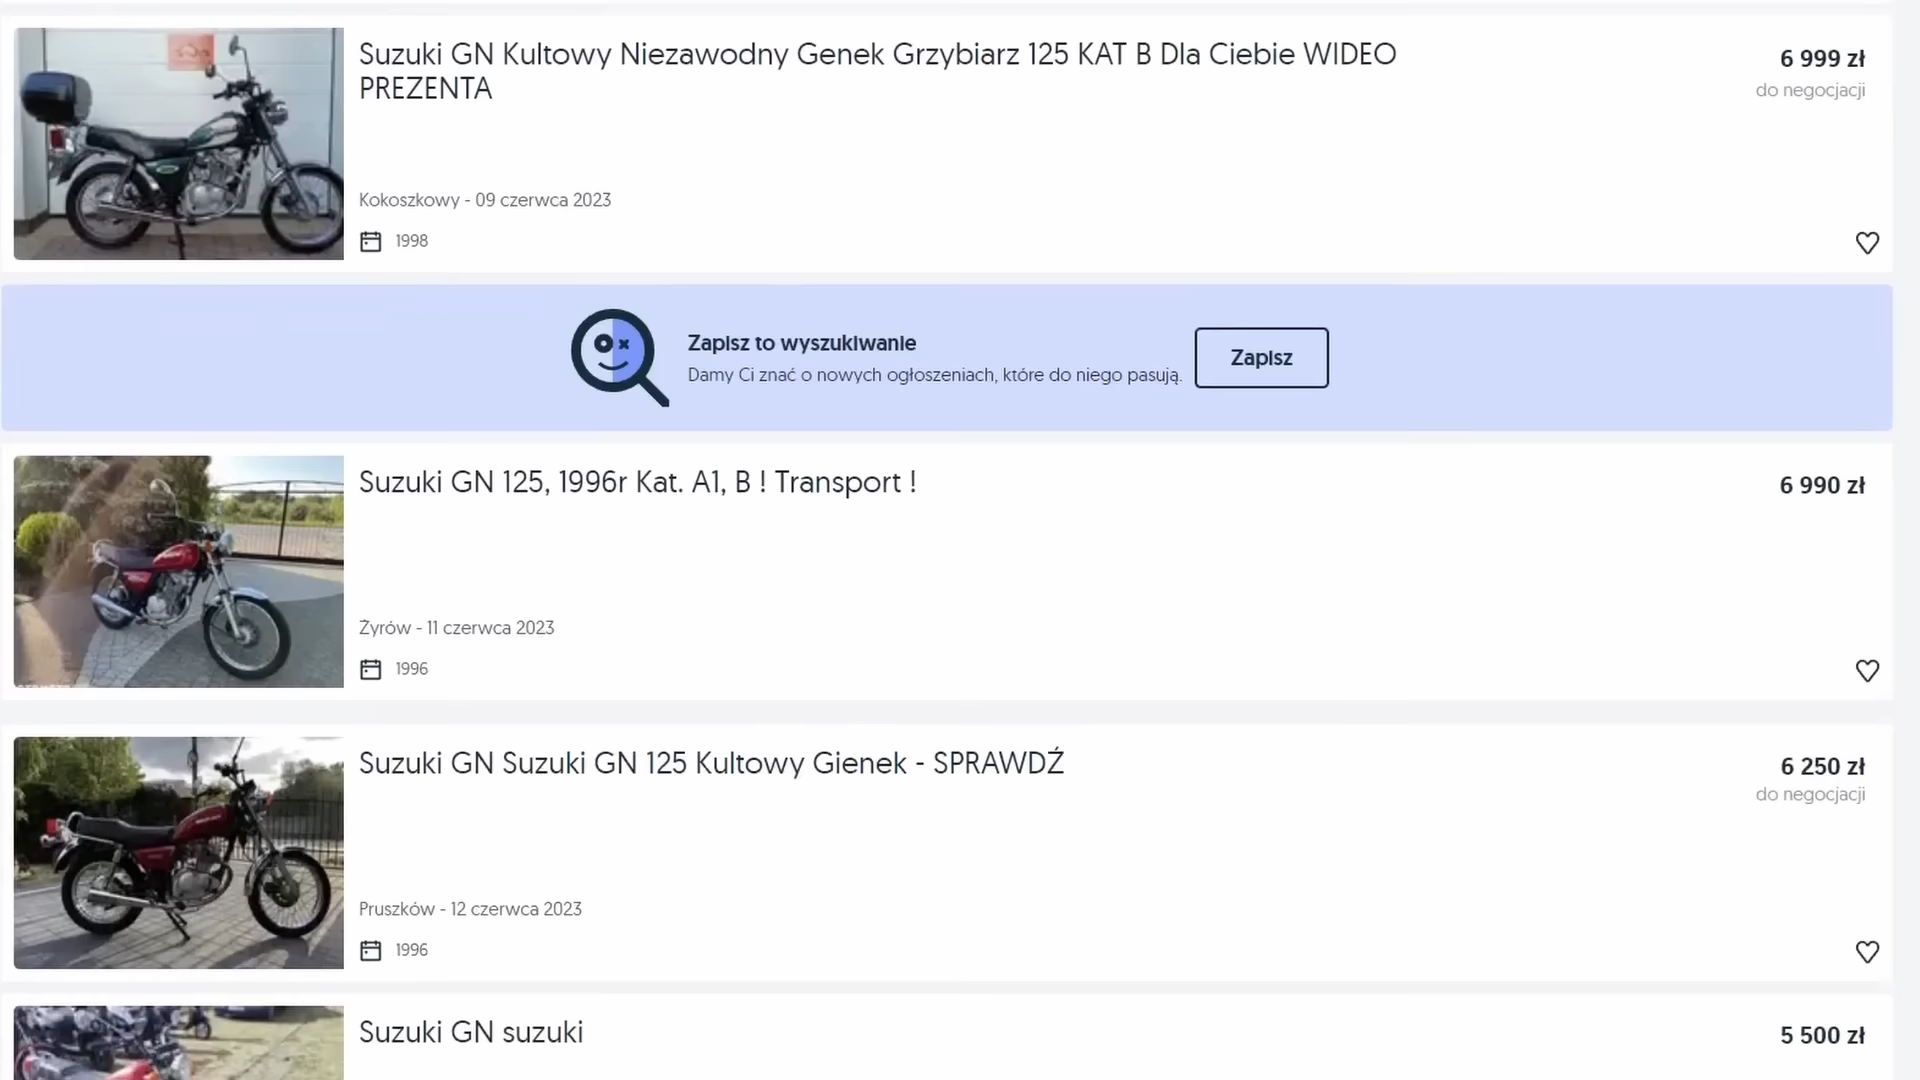 Suzuki GN Kultowy Niezawodny Genek Grzybiarz 125 KAT B Dla Ciebie WIDEO
PREZENTA
6 999 zł
do negocjacji
Kokoszkowy - 09 czerwca 2023
1998
Zapisz to wyszukiwanie
Damy Ci znać o nowych ogłoszeniach, które do niego pasują.
Zapisz
Suzuki GN 125, 1996r Kat. A1, B ! Transport !
6 990 zł
Żyrów - 11 czerwca 2023
1996
Suzuki GN Suzuki GN 125 Kultowy Gienek - SPRAWDŹ
6 250 zł
do negocjacji
Pruszków - 12 czerwca 2023
1996
Suzuki GN suzuki
5 500 zł